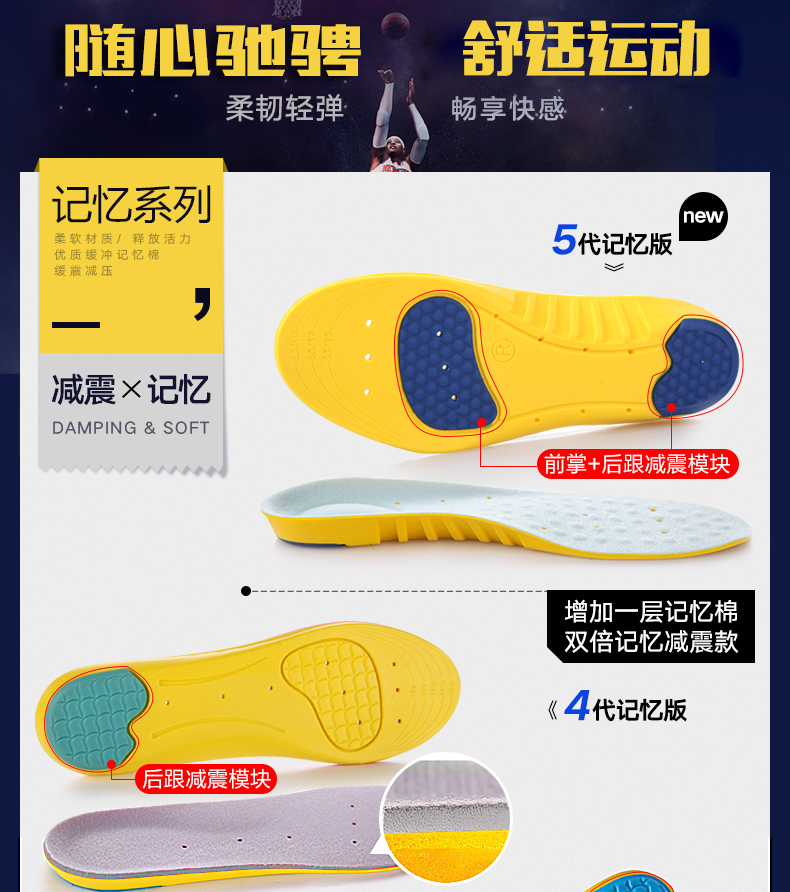 随心驰骋 舒适运动
柔韧轻弹 畅享快感
记忆系列
柔软材质/ 释放活力
优质缓冲记忆棉
缓震减压
,
减震×记忆
DAMPING & SOFT
new
5代记忆版
R
前掌+后跟减震模块
增加一层记忆棉
双倍记忆减震款
《 4代记忆版
后跟减震模块